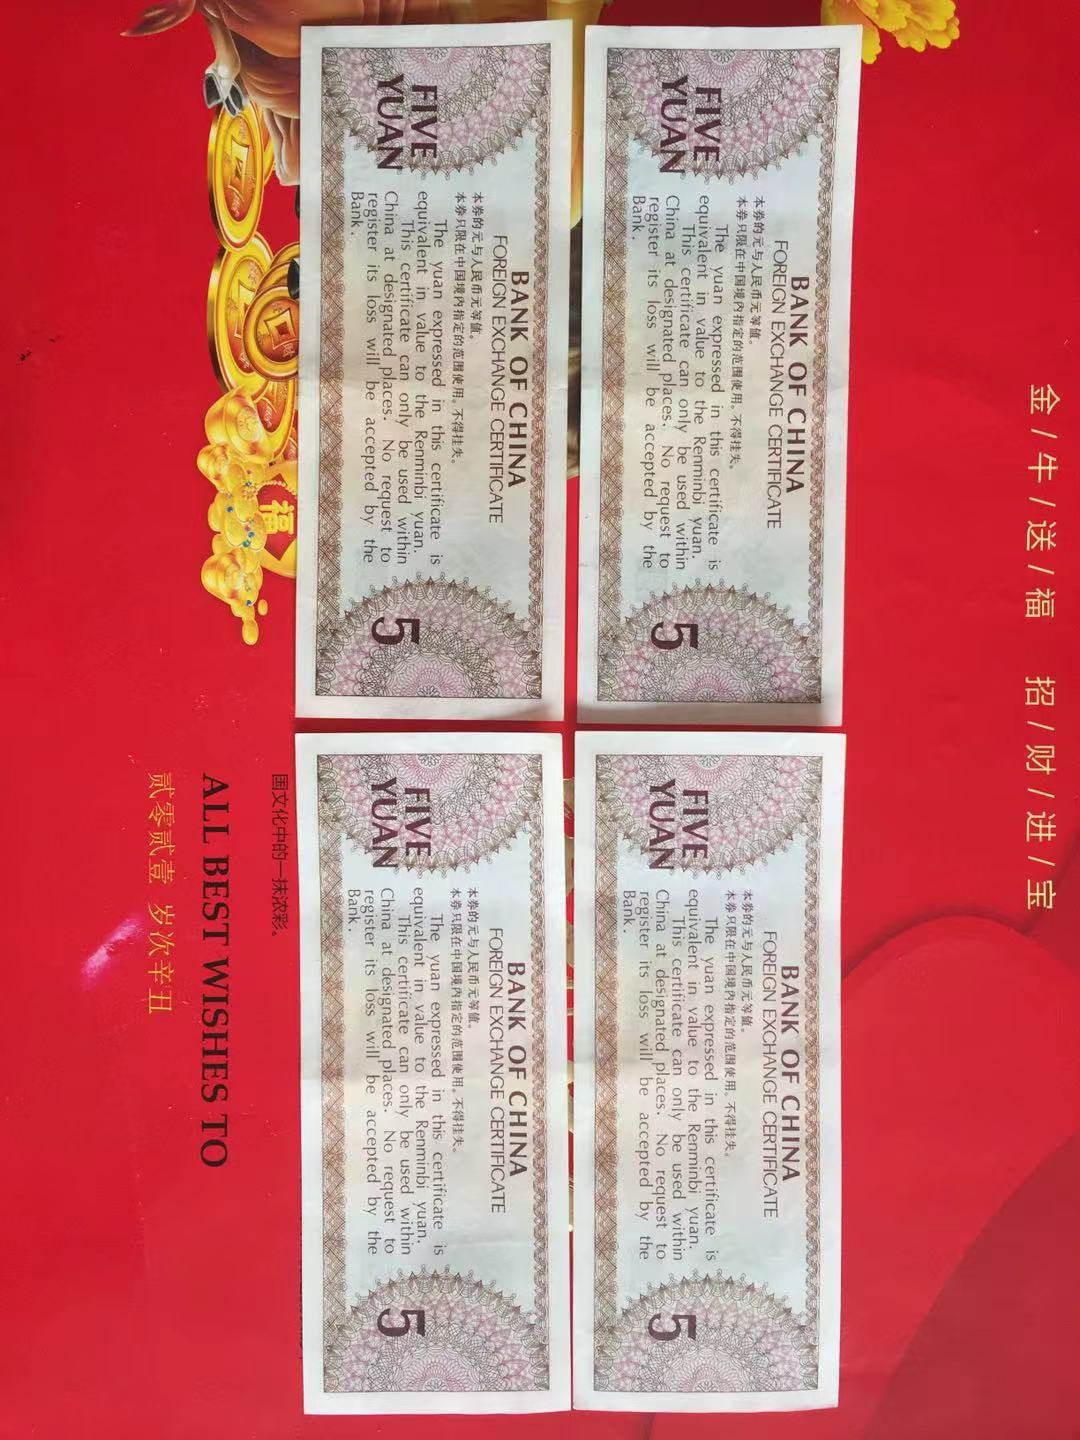 BANK OF CHINA
FOREIGN EXCHANGE CERTIFICATE
FIVE
YUAN
本券的元与人民币元等值。
本券只限在中国境内指定的范围使用。不得挂失。
The yuan expressed in this certificate is
equivalent in value to the Renminbi yuan.
This certificate can only be used within
China at designated places. No request to
register its loss will be accepted by the
Bank.
5
BANK OF CHINA
FOREIGN EXCHANGE CERTIFICATE
FIVE
YUAN
本券的元与人民币元等值。
本券只限在中国境内指定的范围使用。不得挂失。
The yuan expressed in this certificate is
equivalent in value to the Renminbi yuan.
This certificate can only be used within
China at designated places. No request to
register its loss will be accepted by the
Bank.
5
BANK OF CHINA
FOREIGN EXCHANGE CERTIFICATE
FIVE
YUAN
本券的元与人民币元等值。
本券只限在中国境内指定的范围使用。不得挂失。
The yuan expressed in this certificate is
equivalent in value to the Renminbi yuan.
This certificate can only be used within
China at designated places. No request to
register its loss will be accepted by the
Bank.
5
BANK OF CHINA
FOREIGN EXCHANGE CERTIFICATE
FIVE
YUAN
本券的元与人民币元等值。
本券只限在中国境内指定的范围使用。不得挂失。
The yuan expressed in this certificate is
equivalent in value to the Renminbi yuan.
This certificate can only be used within
China at designated places. No request to
register its loss will be accepted by the
Bank.
5
金/牛/送/福 招/财/进/宝
福
国文化中的一抹浓彩。
ALL BEST WISHES TO
贰零贰壹 岁次辛丑